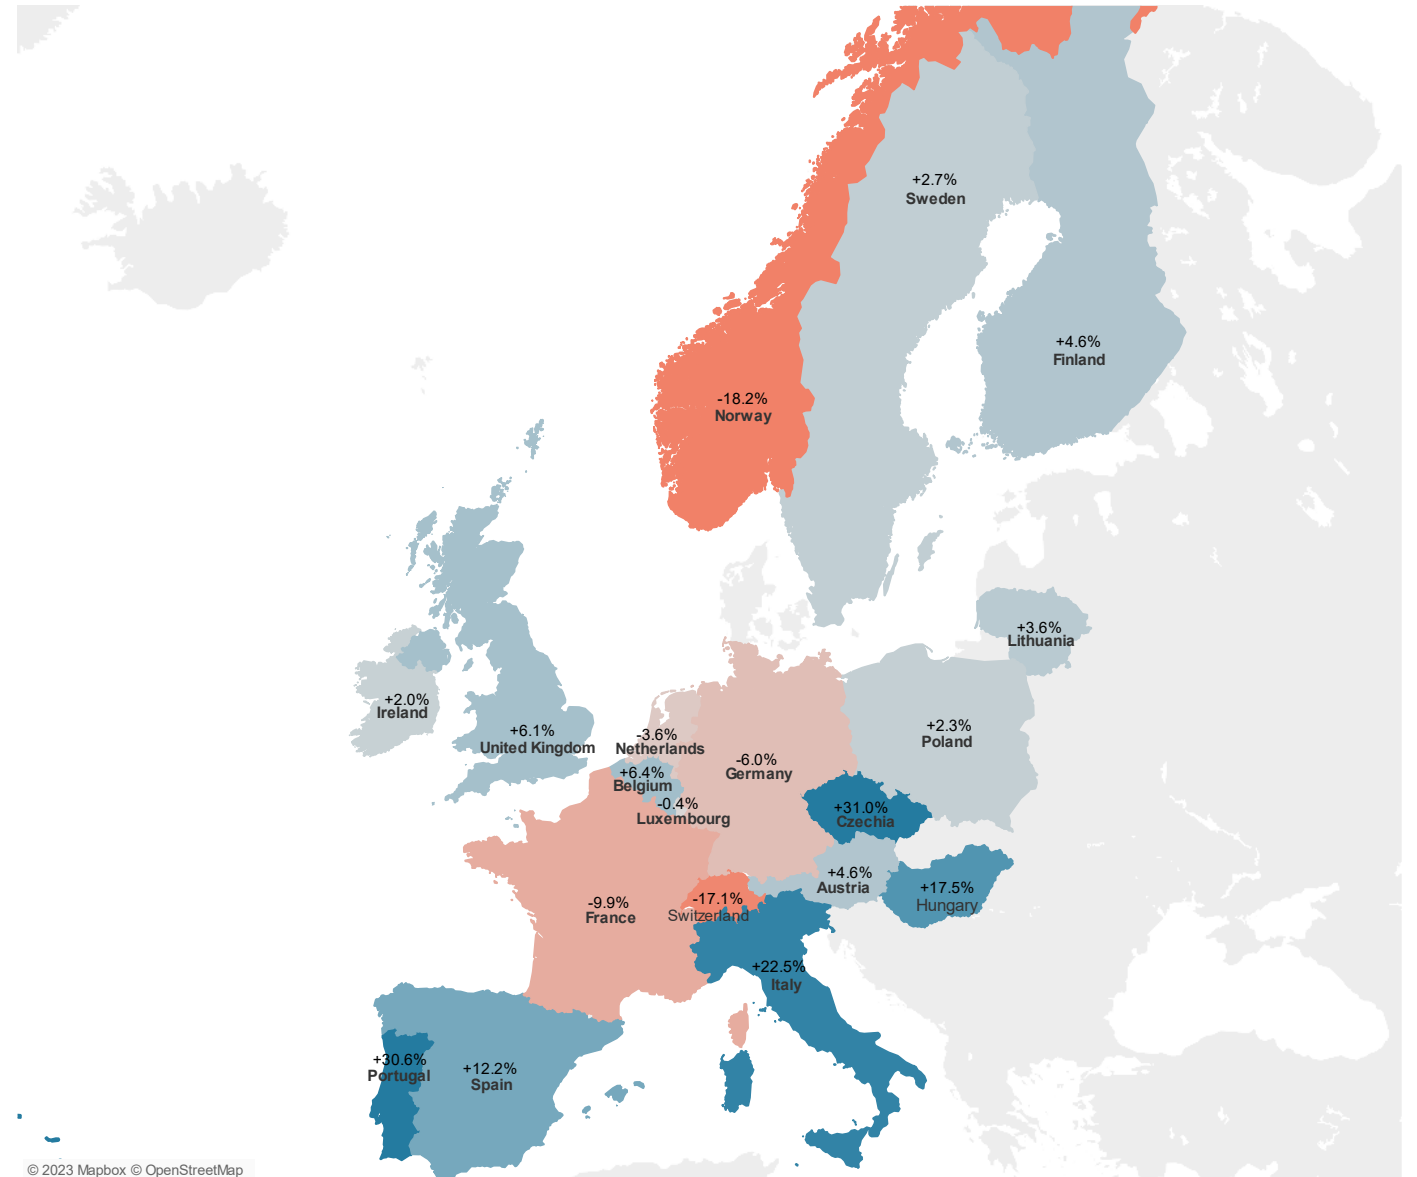 +2.7%
Sweden
+4.6%
Finland
-18.2%
Norway
+3.6%
Lithuania
+2.0%
Ireland
+6.1%
United Kingdom
-3.6%
Netherlands
+2.3%
Poland
-6.0%
Germany
+6.4%
Belgium
-0.4%
Luxembourg
+31.0%
Czechia
+4.6%
Austria
+17.5%
Hungary
-9.9%
France
-17.1%
Switzerland
+22.5%
Italy
+30.6%
Portugal
+12.2%
Spain
© 2023 Mapbox © OpenStreetMap